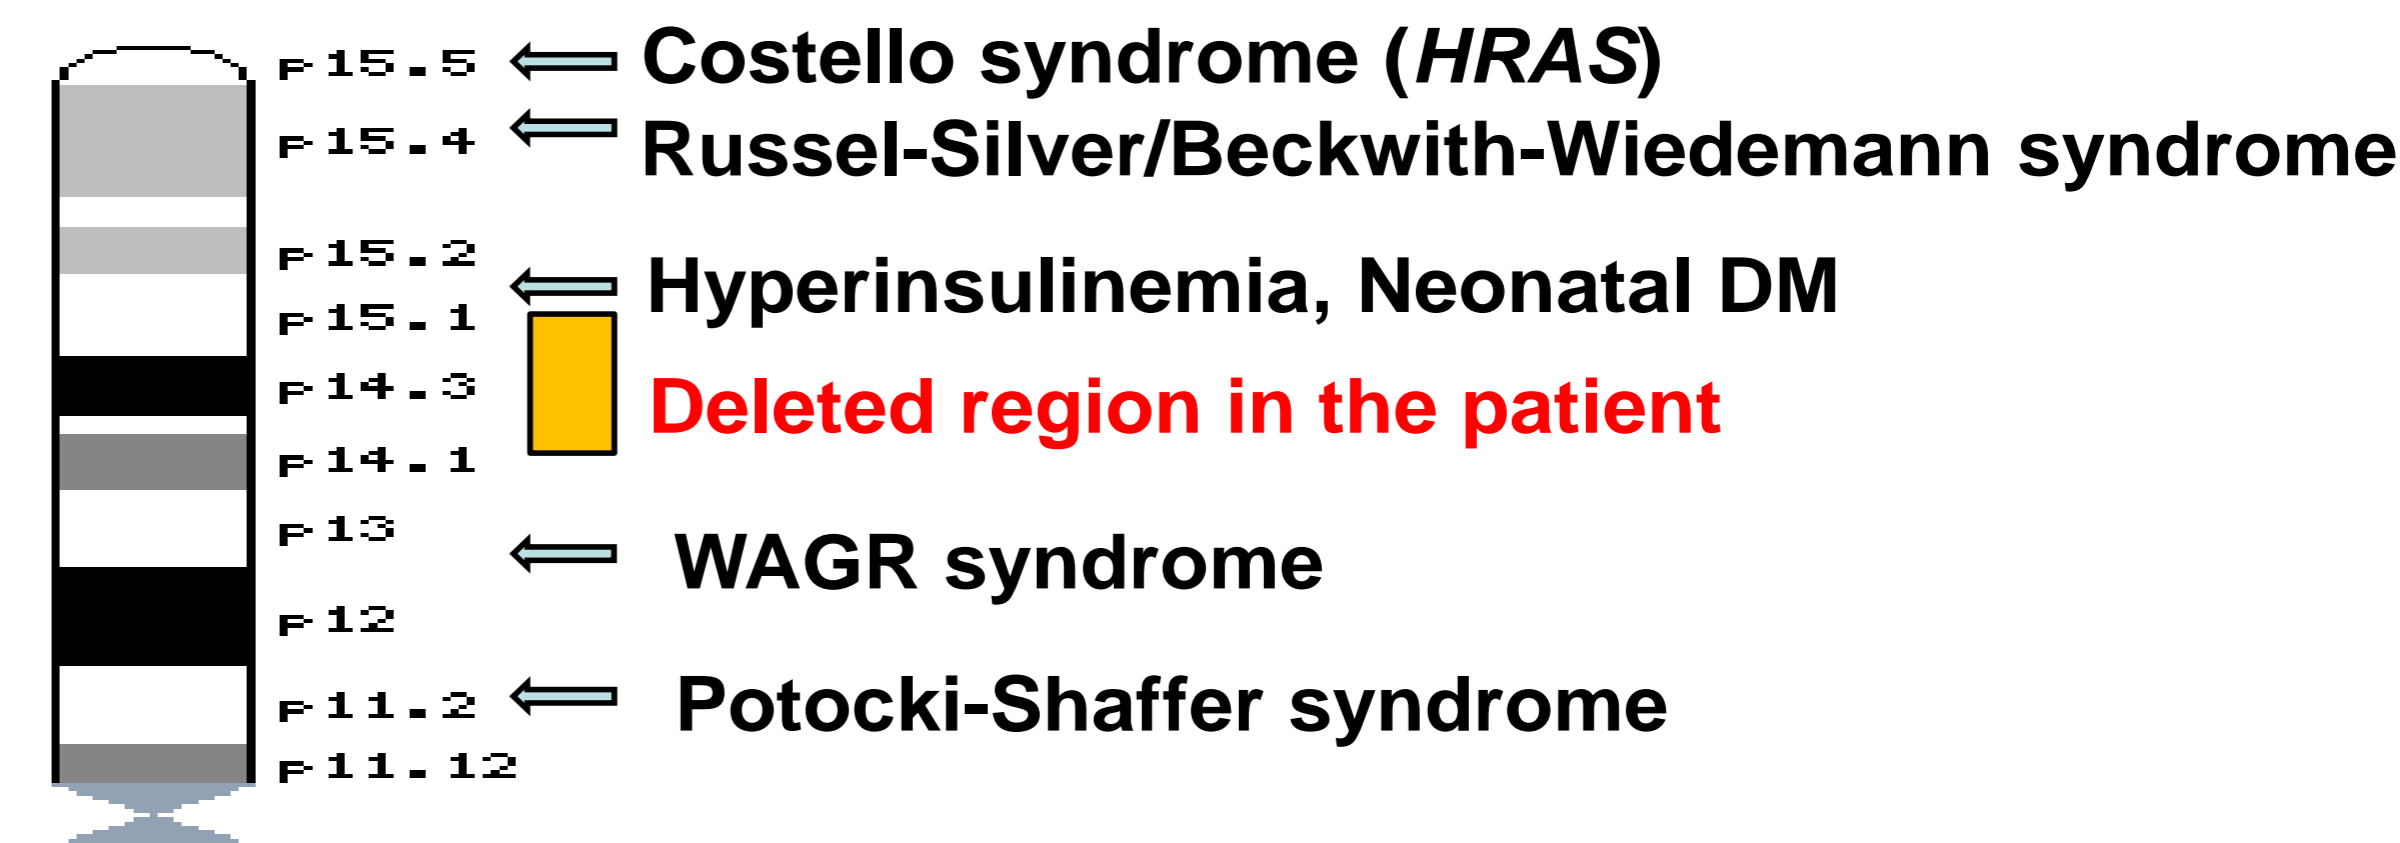 p15.5 Costello syndrome (HRAS)
p15.4 Russel-Silver/Beckwith-Wiedemann syndrome
p15.2
Hyperinsulinemia, Neonatal DM
p15.1
p14.3 Deleted region in the patient
p14.1
p13
WAGR syndrome
p12
p11.2 Potocki-Shaffer syndrome
p11.12